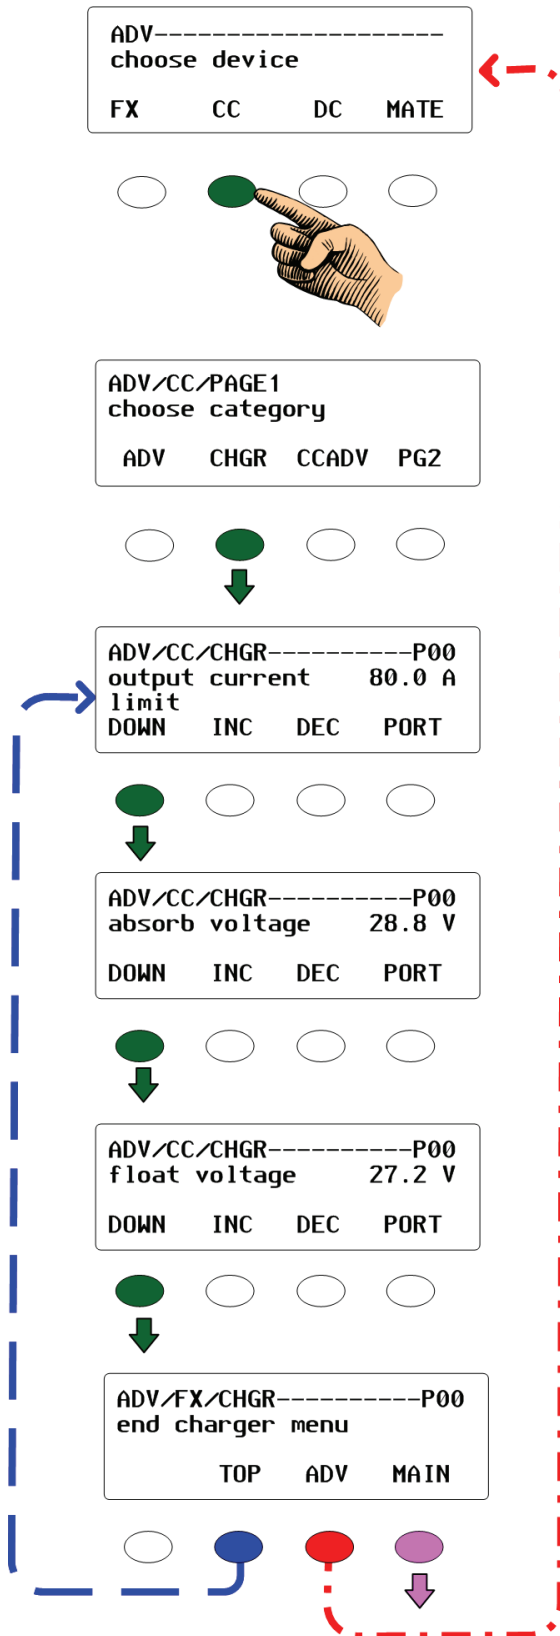 ADV---------------------
choose device
FX CC DC MATE
ADV/CC/PAGE1
choose category
ADV CHGR CCADV PG2
ADV/CC/CHGR----------P00
output current 80.0 A
limit
DOWN INC DEC PORT
ADV/CC/CHGR----------P00
absorb voltage 28.8 V
DOWN INC DEC PORT
ADV/CC/CHGR----------P00
float voltage 27.2 V
DOWN INC DEC PORT
ADV/FX/CHGR----------P00
end charger menu
TOP ADV MAIN